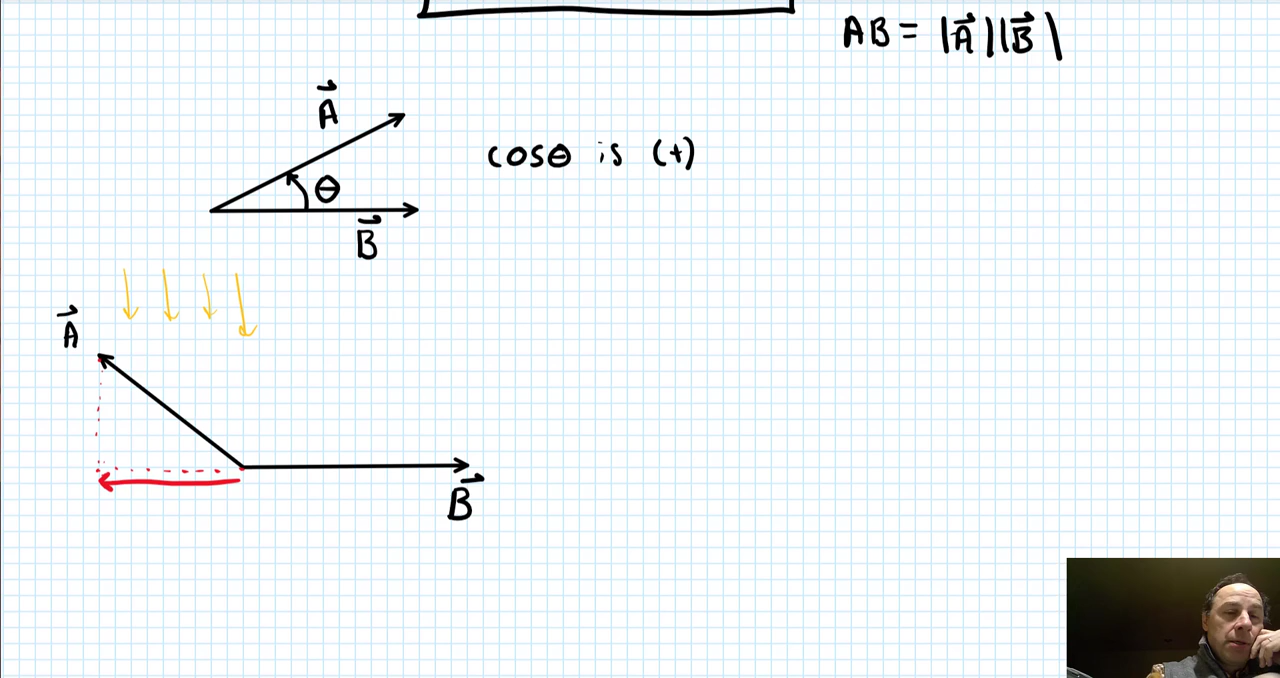 AB = |A⃗||B⃗|
A⃗
cosθ is (+)
θ
B⃗
A⃗
B⃗